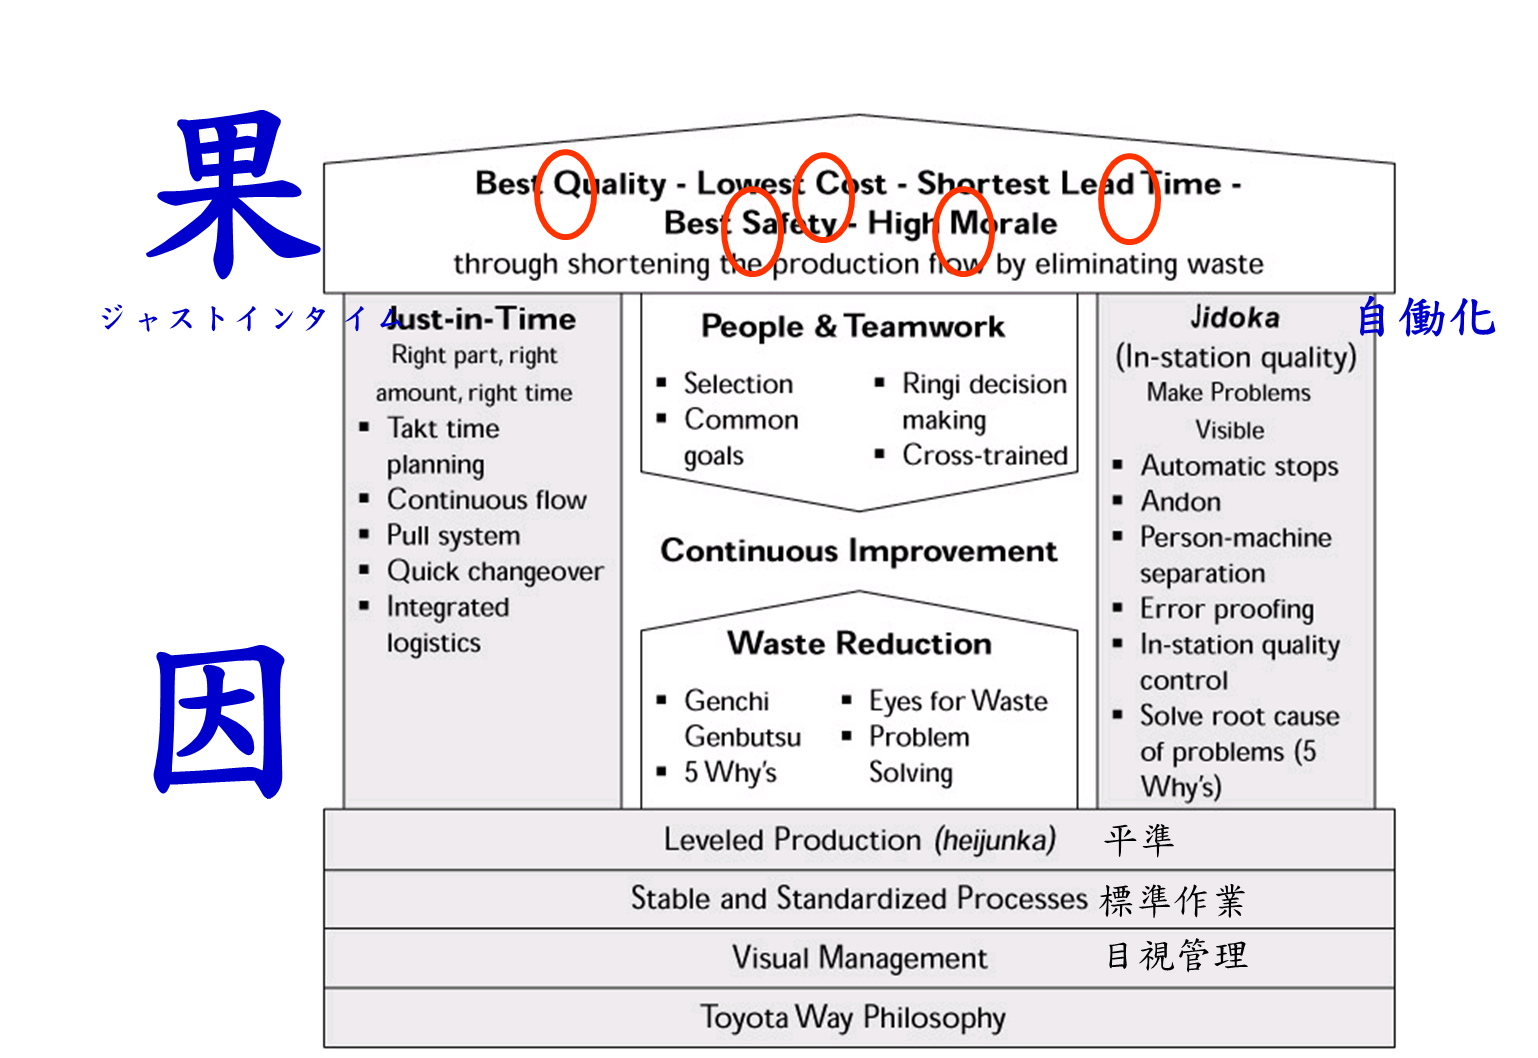 果
Best Quality - Lowest Cost - Shortest Lead Time -
Best Safety - High Morale
through shortening the production flow by eliminating waste
ジャストインタイム
Just-in-Time
Right part, right
amount, right time
▪ Takt time
planning
▪ Continuous flow
▪ Pull system
▪ Quick changeover
▪ Integrated
logistics
People & Teamwork
▪ Selection
▪ Common
goals
▪ Ringi decision
making
▪ Cross-trained
Continuous Improvement
Waste Reduction
▪ Genchi
Genbutsu
▪ 5 Why's
▪ Eyes for Waste
▪ Problem
Solving
Jidoka
自働化
(In-station quality)
Make Problems
Visible
▪ Automatic stops
▪ Andon
▪ Person-machine
separation
▪ Error proofing
▪ In-station quality
control
▪ Solve root cause
of problems (5
Why's)
因
Leveled Production (heijunka) 平準
Stable and Standardized Processes 標準作業
Visual Management 目視管理
Toyota Way Philosophy